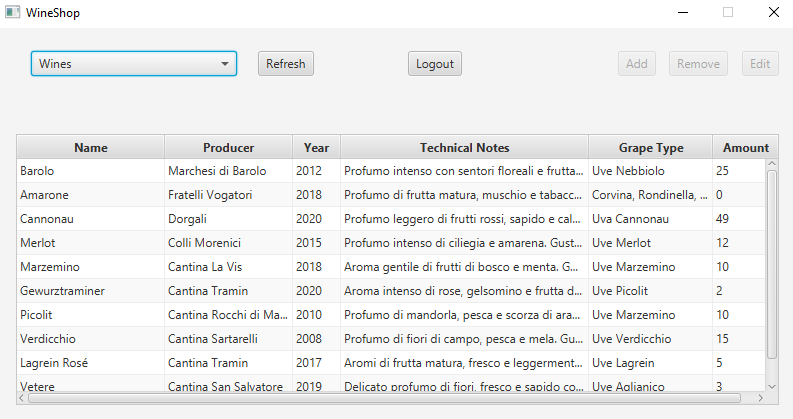 WineShop
Wines Refresh Logout Add Remove Edit
Name Producer Year Technical Notes Grape Type Amount
Barolo Marchesi di Barolo 2012 Profumo intenso con sentori floreali e frutta... Uve Nebbiolo 25
Amarone Fratelli Vogatori 2018 Profumo di frutta matura, muschio e tabacc... Corvina, Rondinella, ... 0
Cannonau Dorgali 2020 Profumo leggero di frutti rossi, sapido e cal... Uva Cannonau 49
Merlot Colli Morenici 2015 Profumo intenso di ciliegia e amarena. Gust... Uve Merlot 12
Marzemino Cantina La Vis 2018 Aroma gentile di frutti di bosco e menta. G... Uve Marzemino 10
Gewurztraminer Cantina Tramin 2020 Aroma intenso di rose, gelsomino e frutta d... Uve Picolit 2
Picolit Cantina Rocchi di Ma... 2010 Profumo di mandorla, pesca e scorza di ara... Uve Marzemino 10
Verdicchio Cantina Sartarelli 2008 Profumo di fiori di campo, pesca e mela. Gu... Uve Verdicchio 15
Lagrein Rosé Cantina Tramin 2017 Aromi di frutta matura, fresco e leggerment... Uve Lagrein 5
Vetere Cantina San Salvatore 2019 Delicato profumo di fiori, fresco e sapido co... Uve Aglianico 3